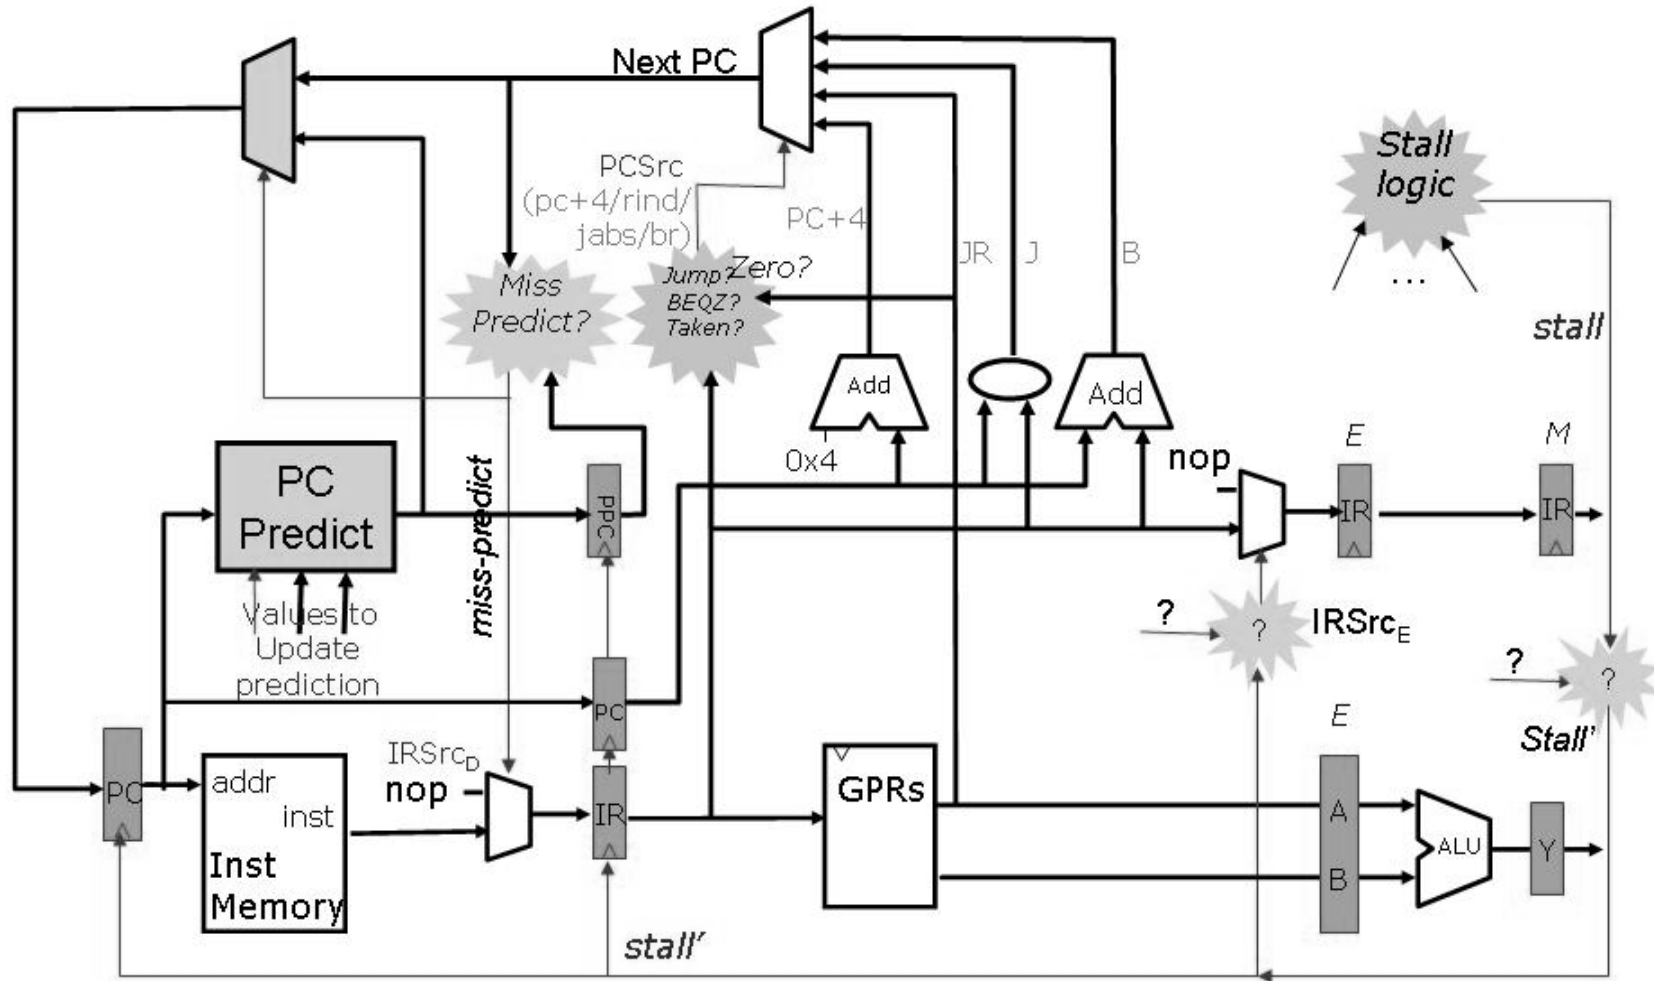 Next PC
PCSrc
(pc+4/rind/
jabs/br)
PC+4
JR
J
B
Stall
logic
...
stall
Miss
Predict?
Jump?
BEQZ?
Taken?
Zero?
Add
0x4
Add
nop
E
M
IR
IR
PC
Predict
PPC
miss-predict
Values to
Update
prediction
?
?
IRSrcE
?
?
Stall'
PC
PC
addr
inst
Inst
Memory
IRSrcD
nop
IR
GPRs
E
A
B
ALU
Y
stall'